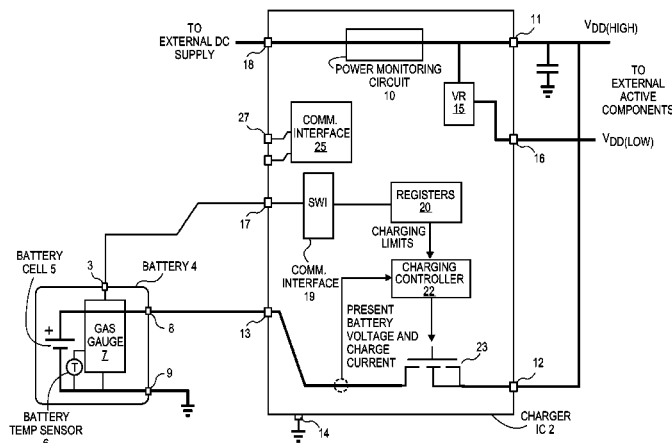 TO
EXTERNAL DC
SUPPLY
18
11
VDD(HIGH)
POWER MONITORING
CIRCUIT
10
TO
EXTERNAL
ACTIVE
COMPONENTS
VR
15
27
COMM.
INTERFACE
25
VDD(LOW)
16
SWI
REGISTERS
20
17
CHARGING
LIMITS
3
BATTERY
CELL 5
BATTERY 4
COMM.
INTERFACE
19
CHARGING
CONTROLLER
22
+
GAS
GAUGE
7
8
13
PRESENT
BATTERY
VOLTAGE AND
CHARGE
CURRENT
23
12
T
9
BATTERY
TEMP SENSOR
6
14
CHARGER
IC 2